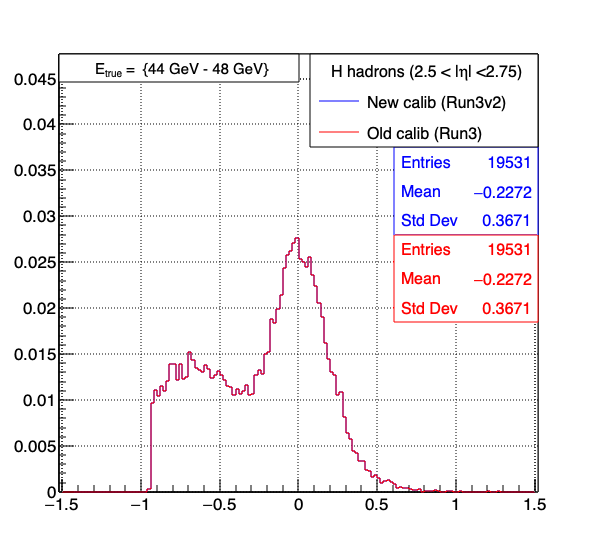 E_true = {44 GeV - 48 GeV}
H hadrons (2.5 < |η| <2.75)
New calib (Run3v2)
Old calib (Run3)
Entries 19531
Mean −0.2272
Std Dev 0.3671
Entries 19531
Mean −0.2272
Std Dev 0.3671
0.045
0.04
0.035
0.03
0.025
0.02
0.015
0.01
0.005
0
−1.5 −1 −0.5 0 0.5 1 1.5